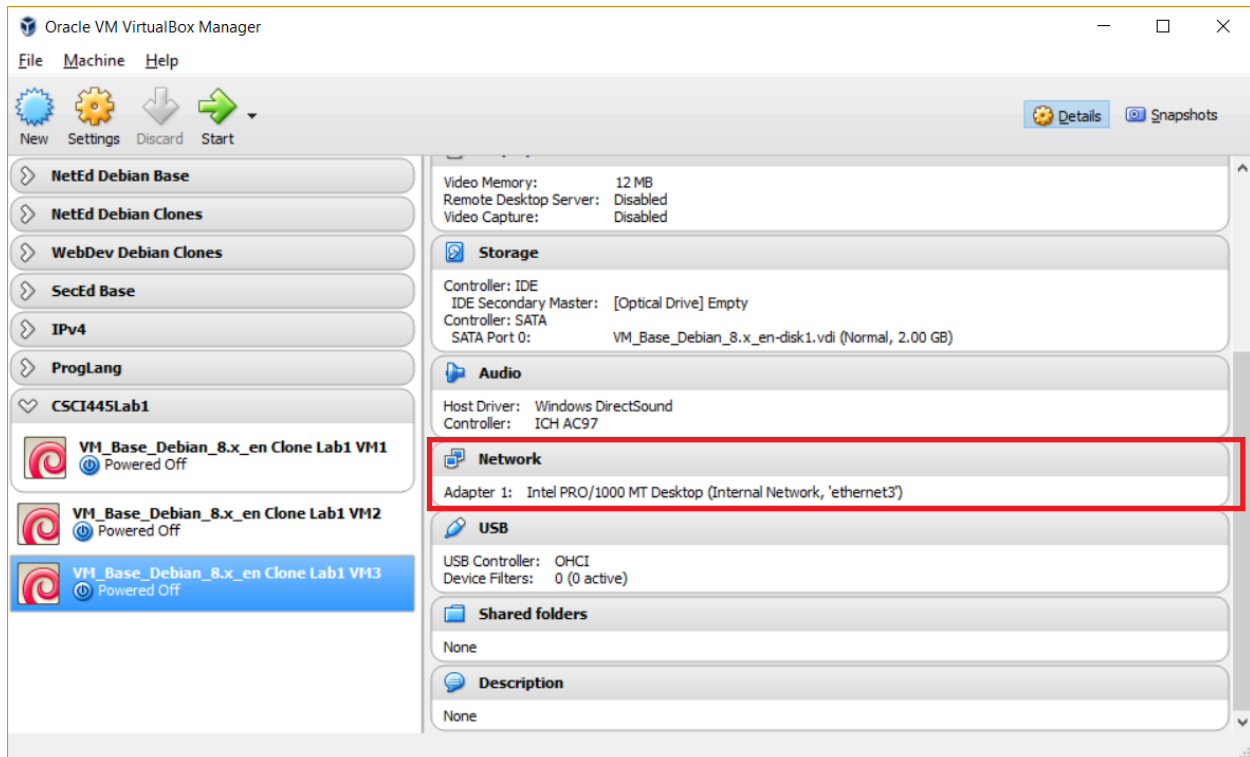 Oracle VM VirtualBox Manager
File Machine Help
New Settings Discard Start
Details Snapshots
NetEd Debian Base
NetEd Debian Clones
WebDev Debian Clones
SecEd Base
IPv4
ProgLang
CSCI445Lab1
VM_Base_Debian_8.x_en Clone Lab1 VM1
Powered Off
VM_Base_Debian_8.x_en Clone Lab1 VM2
Powered Off
VM_Base_Debian_8.x_en Clone Lab1 VM3
Powered Off
Video Memory: 12 MB
Remote Desktop Server: Disabled
Video Capture: Disabled
Storage
Controller: IDE
IDE Secondary Master: [Optical Drive] Empty
Controller: SATA
SATA Port 0: VM_Base_Debian_8.x_en-disk1.vdi (Normal, 2.00 GB)
Audio
Host Driver: Windows DirectSound
Controller: ICH AC97
Network
Adapter 1: Intel PRO/1000 MT Desktop (Internal Network, 'ethernet3')
USB
USB Controller: OHCI
Device Filters: 0 (0 active)
Shared folders
None
Description
None